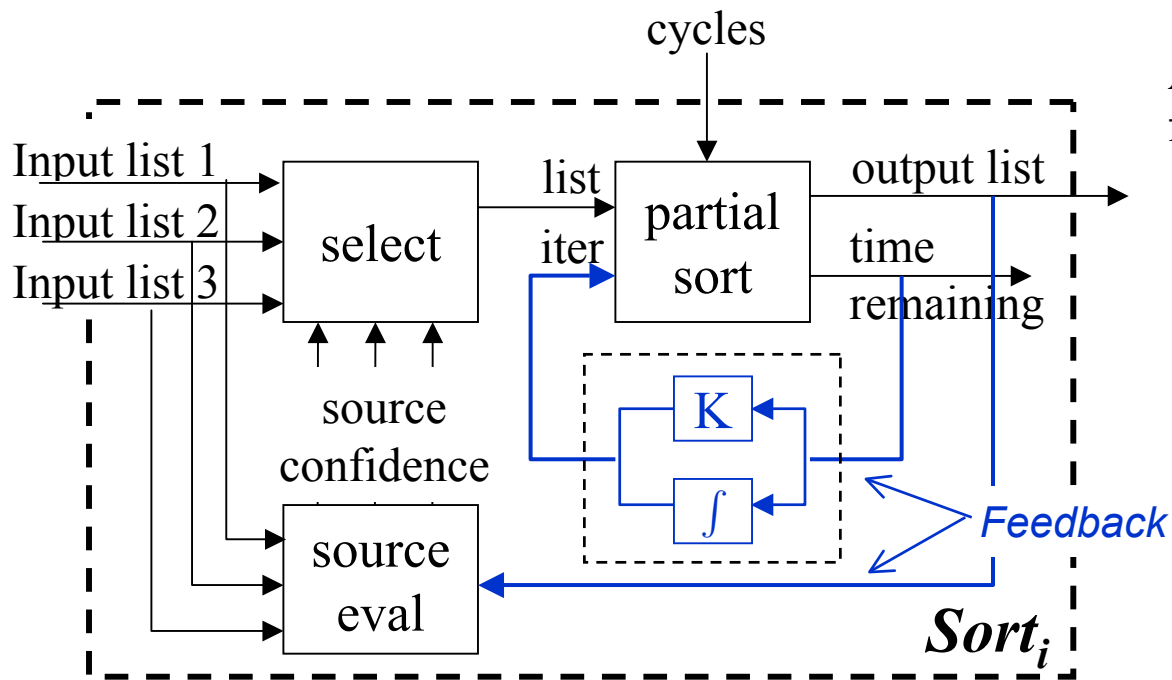 cycles
Input list 1
Input list 2
Input list 3
select
list
iter
partial
sort
output list
time
remaining
source
confidence
K
∫
Feedback
source
eval
Sort_i